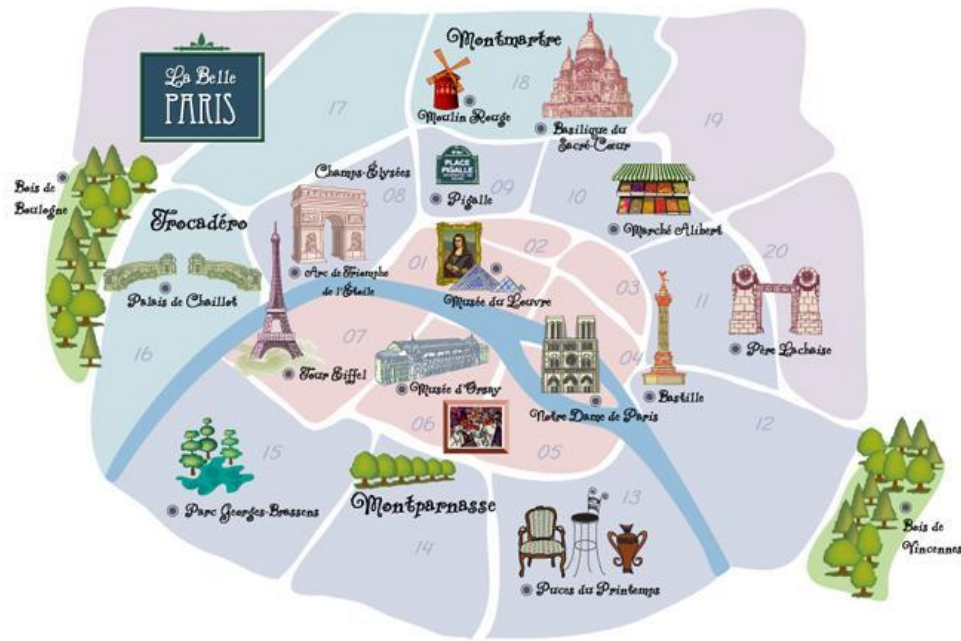 La Belle
PARIS
Montmartre
18
17
19
Moulin Rouge
Basilique du
Sacré-Cœur
Bois de
Boulogne
Champs-Élysées
08
PLACE
PIGALLE
Pigalle
09
10
Marché Alibert
Trocadéro
Palais de Chaillot
16
Arc de Triomphe
de l'Étoile
01
02
Musée du Louvre
03
11
20
Père Lachaise
07
Tour Eiffel
Musée d'Orsay
04
Notre Dame de Paris
Bastille
06
05
12
15
Parc Georges-Brassens
Montparnasse
14
13
Puces du Printemps
Bois de
Vincennes